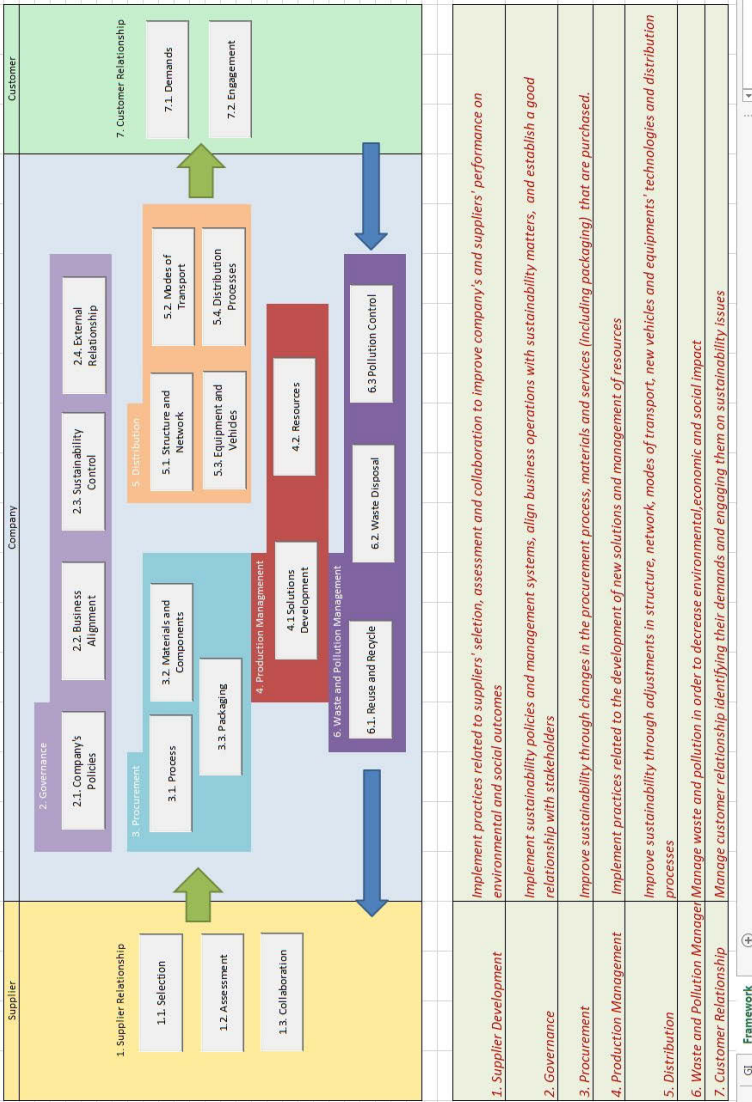 Supplier
Company
Customer
1. Supplier Relationship
1.1. Selection
1.2. Assessment
1.3. Collaboration
2. Governance
2.1. Company's
Policies
2.2. Business
Alignment
2.3. Sustainability
Control
2.4. External
Relationship
3. Procurement
3.1. Process
3.2. Materials and
Components
3.3. Packaging
4. Production Managmenent
4.1 Solutions
Development
4.2. Resources
5. Distribution
5.1. Structure and
Network
5.2. Modes of
Transport
5.3. Equipment and
Vehicles
5.4. Distribution
Processes
6. Waste and Pollution Management
6.1. Reuse and Recycle
6.2. Waste Disposal
6.3 Pollution Control
7. Customer Relationship
7.1. Demands
7.2. Engagement
1. Supplier Development
Implement practices related to suppliers' seletion, assessment and collaboration to improve company's and suppliers' performance on
environmental and social outcomes
2. Governance
Implement sustainability policies and management systems, align business operations with sustainability matters, and establish a good
relationship with stakeholders
3. Procurement
Improve sustainability through changes in the procurement process, materials and services (including packaging) that are purchased.
4. Production Management
Implement practices related to the development of new solutions and management of resources
5. Distribution
Improve sustainability through adjustments in structure, network, modes of transport, new vehicles and equipments' technologies and distribution
processes
6. Waste and Pollution Manager
Manage waste and pollution in order to decrease environmental,economic and social impact
7. Customer Relationship
Manage customer relationship identifying their demands and engaging them on sustainability issues
GI
Framework